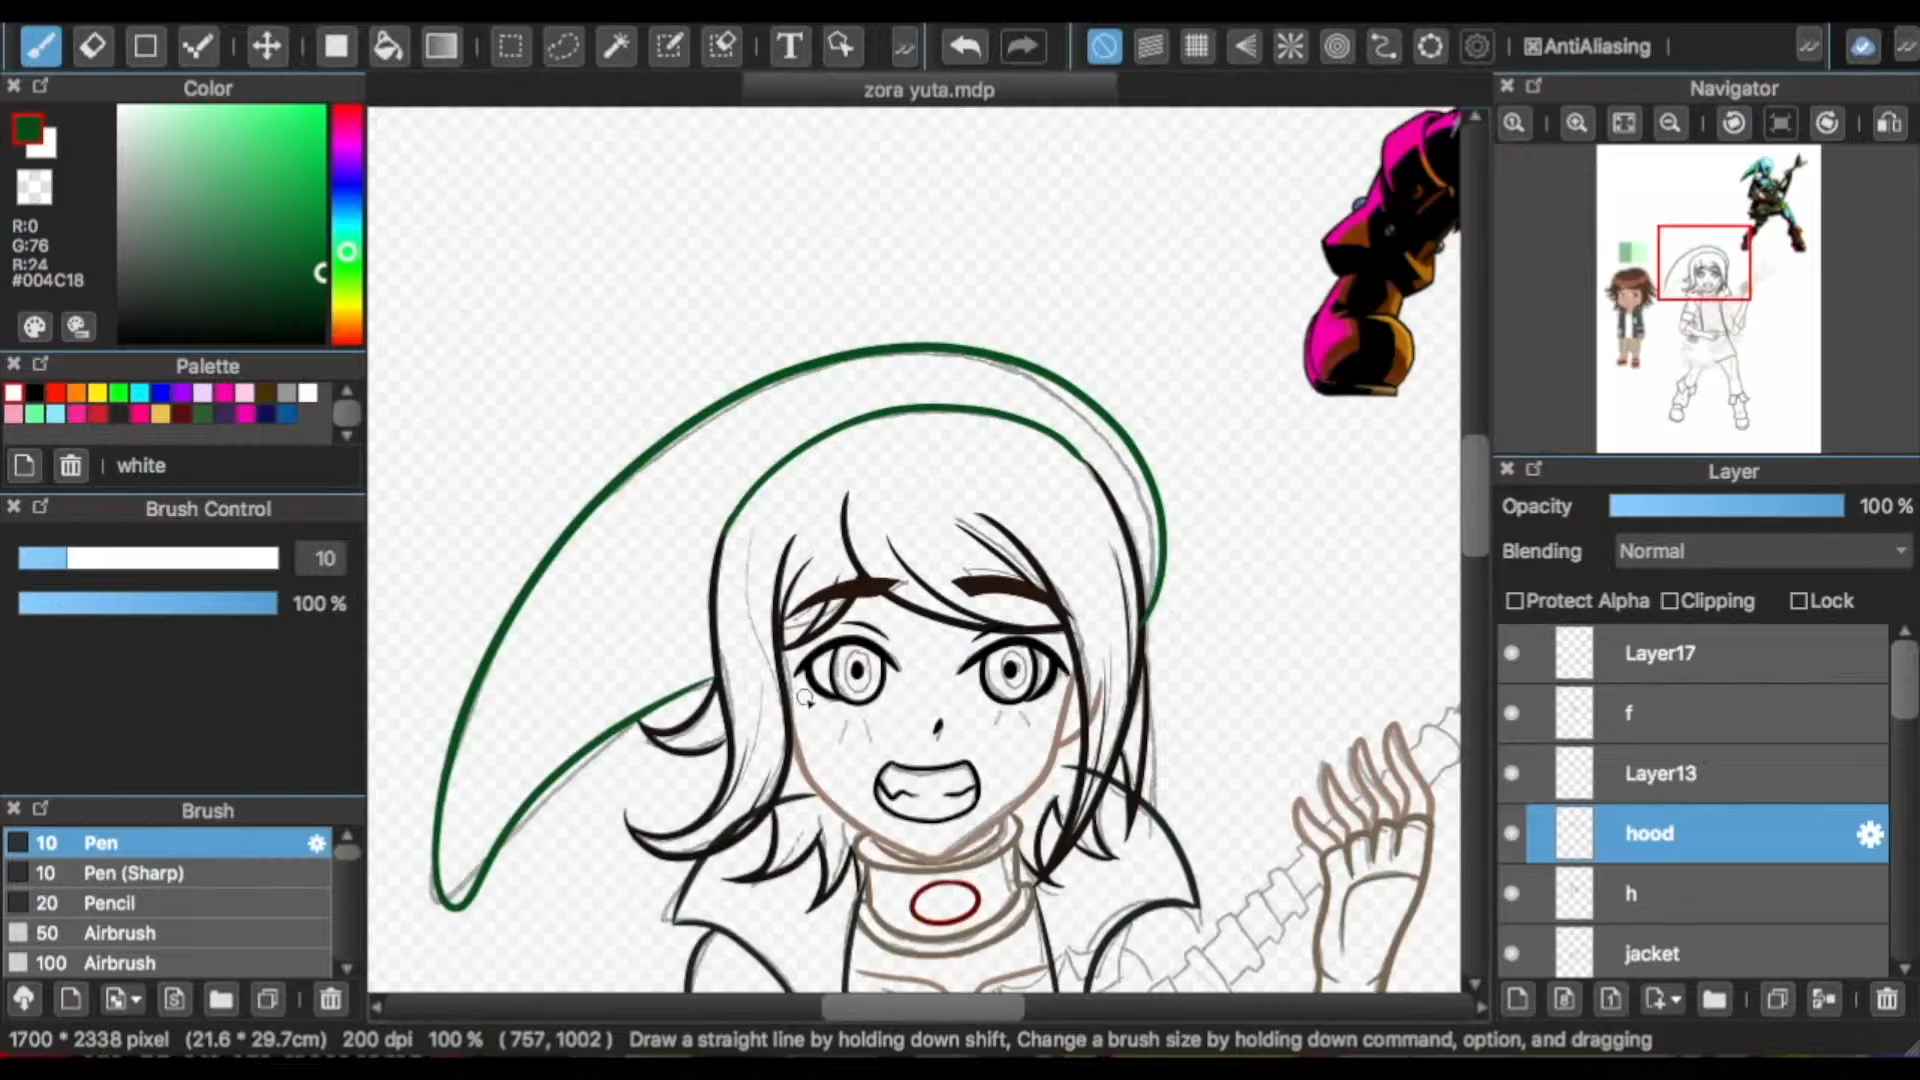 T
AntiAliasing
Color
zora yuta.mdp
Navigator
R:0
G:76
B:24
#004C18
Palette
white
Layer
Opacity
100 %
Brush Control
Blending
Normal
10
100 %
Protect Alpha
Clipping
Lock
Layer17
f
Layer13
hood
h
jacket
Brush
10 Pen
10 Pen (Sharp)
20 Pencil
50 Airbrush
100 Airbrush
1700 * 2338 pixel (21.6 * 29.7cm) 200 dpi 100 % ( 757, 1002 ) Draw a straight line by holding down shift, Change a brush size by holding down command, option, and dragging